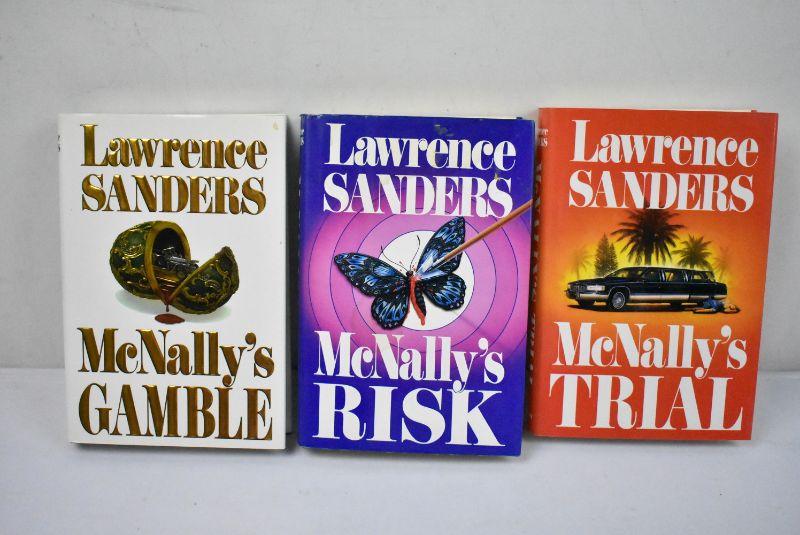 Lawrence
SANDERS
McNally's
GAMBLE
Lawrence
SANDERS
McNally's
RISK
Lawrence
SANDERS
McNally's
TRIAL